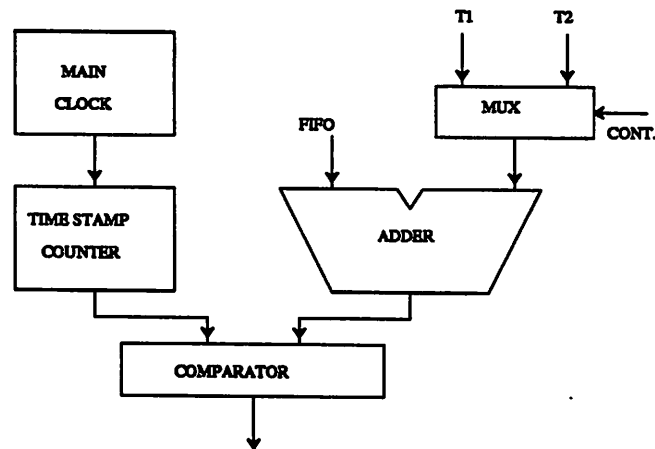 T1
T2
MAIN
CLOCK
MUX
CONT.
FIFO
TIME STAMP
COUNTER
ADDER
COMPARATOR